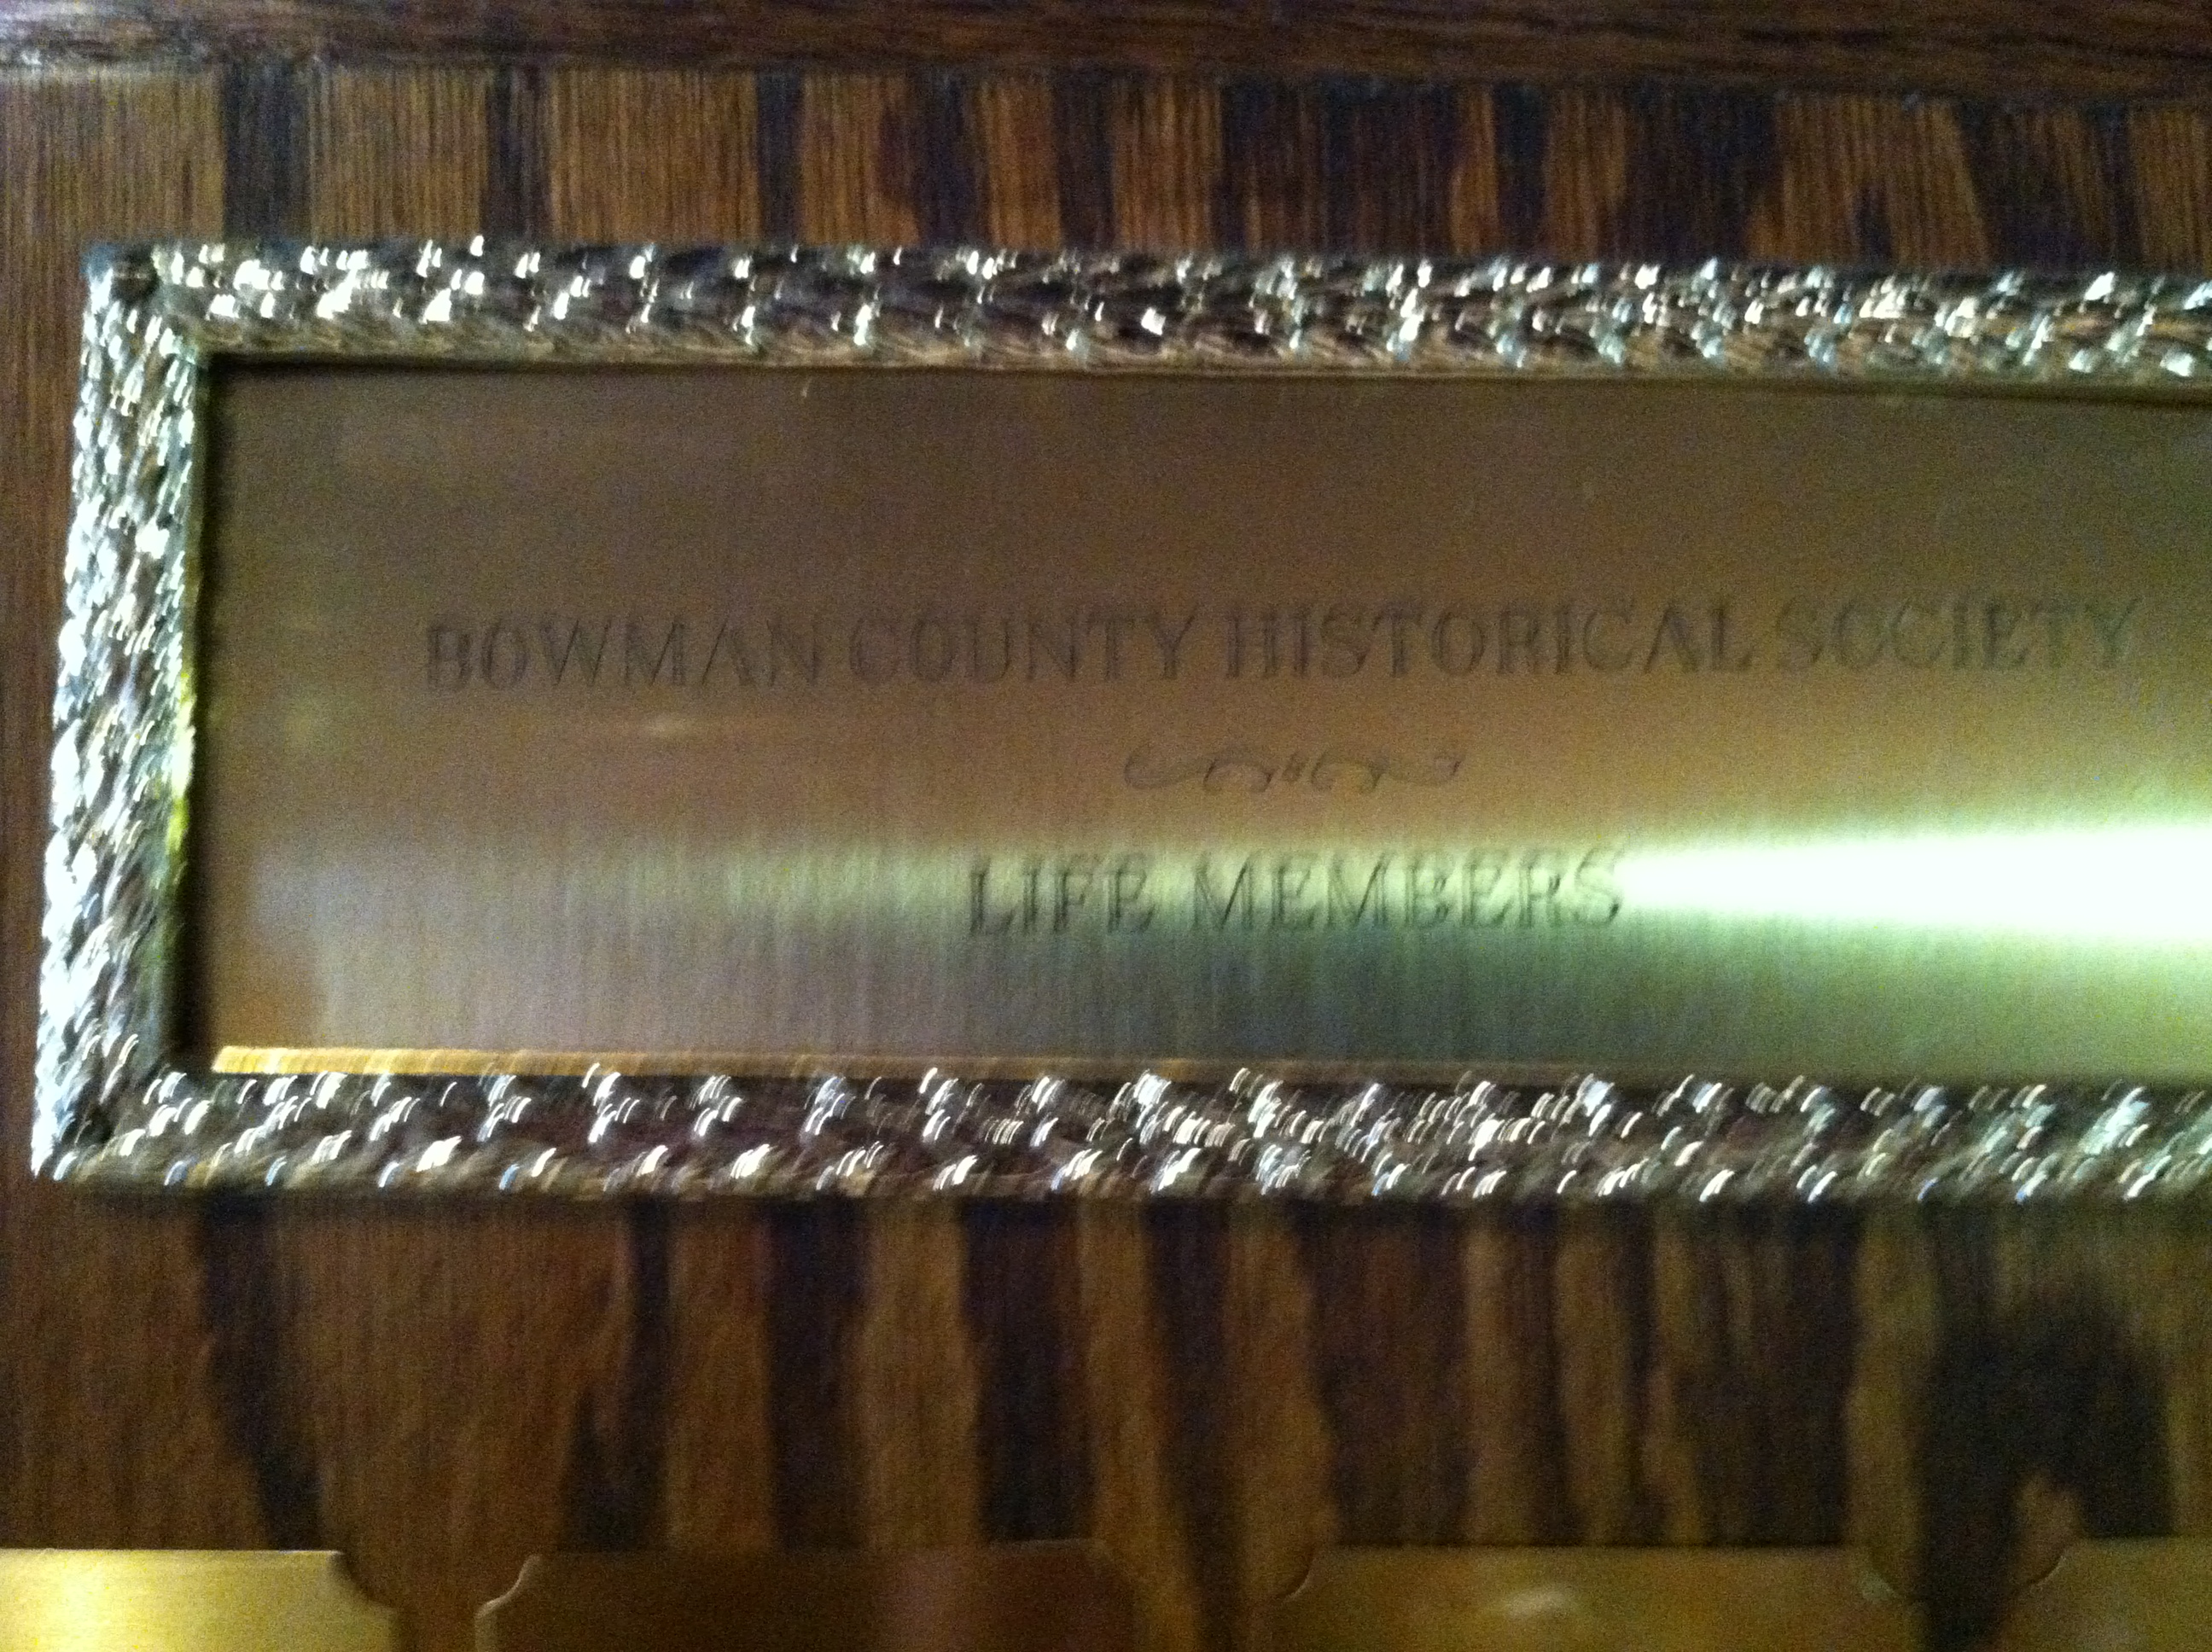 BOWMAN COUNTY HISTORICAL SOCIETY
LIFE MEMBERS